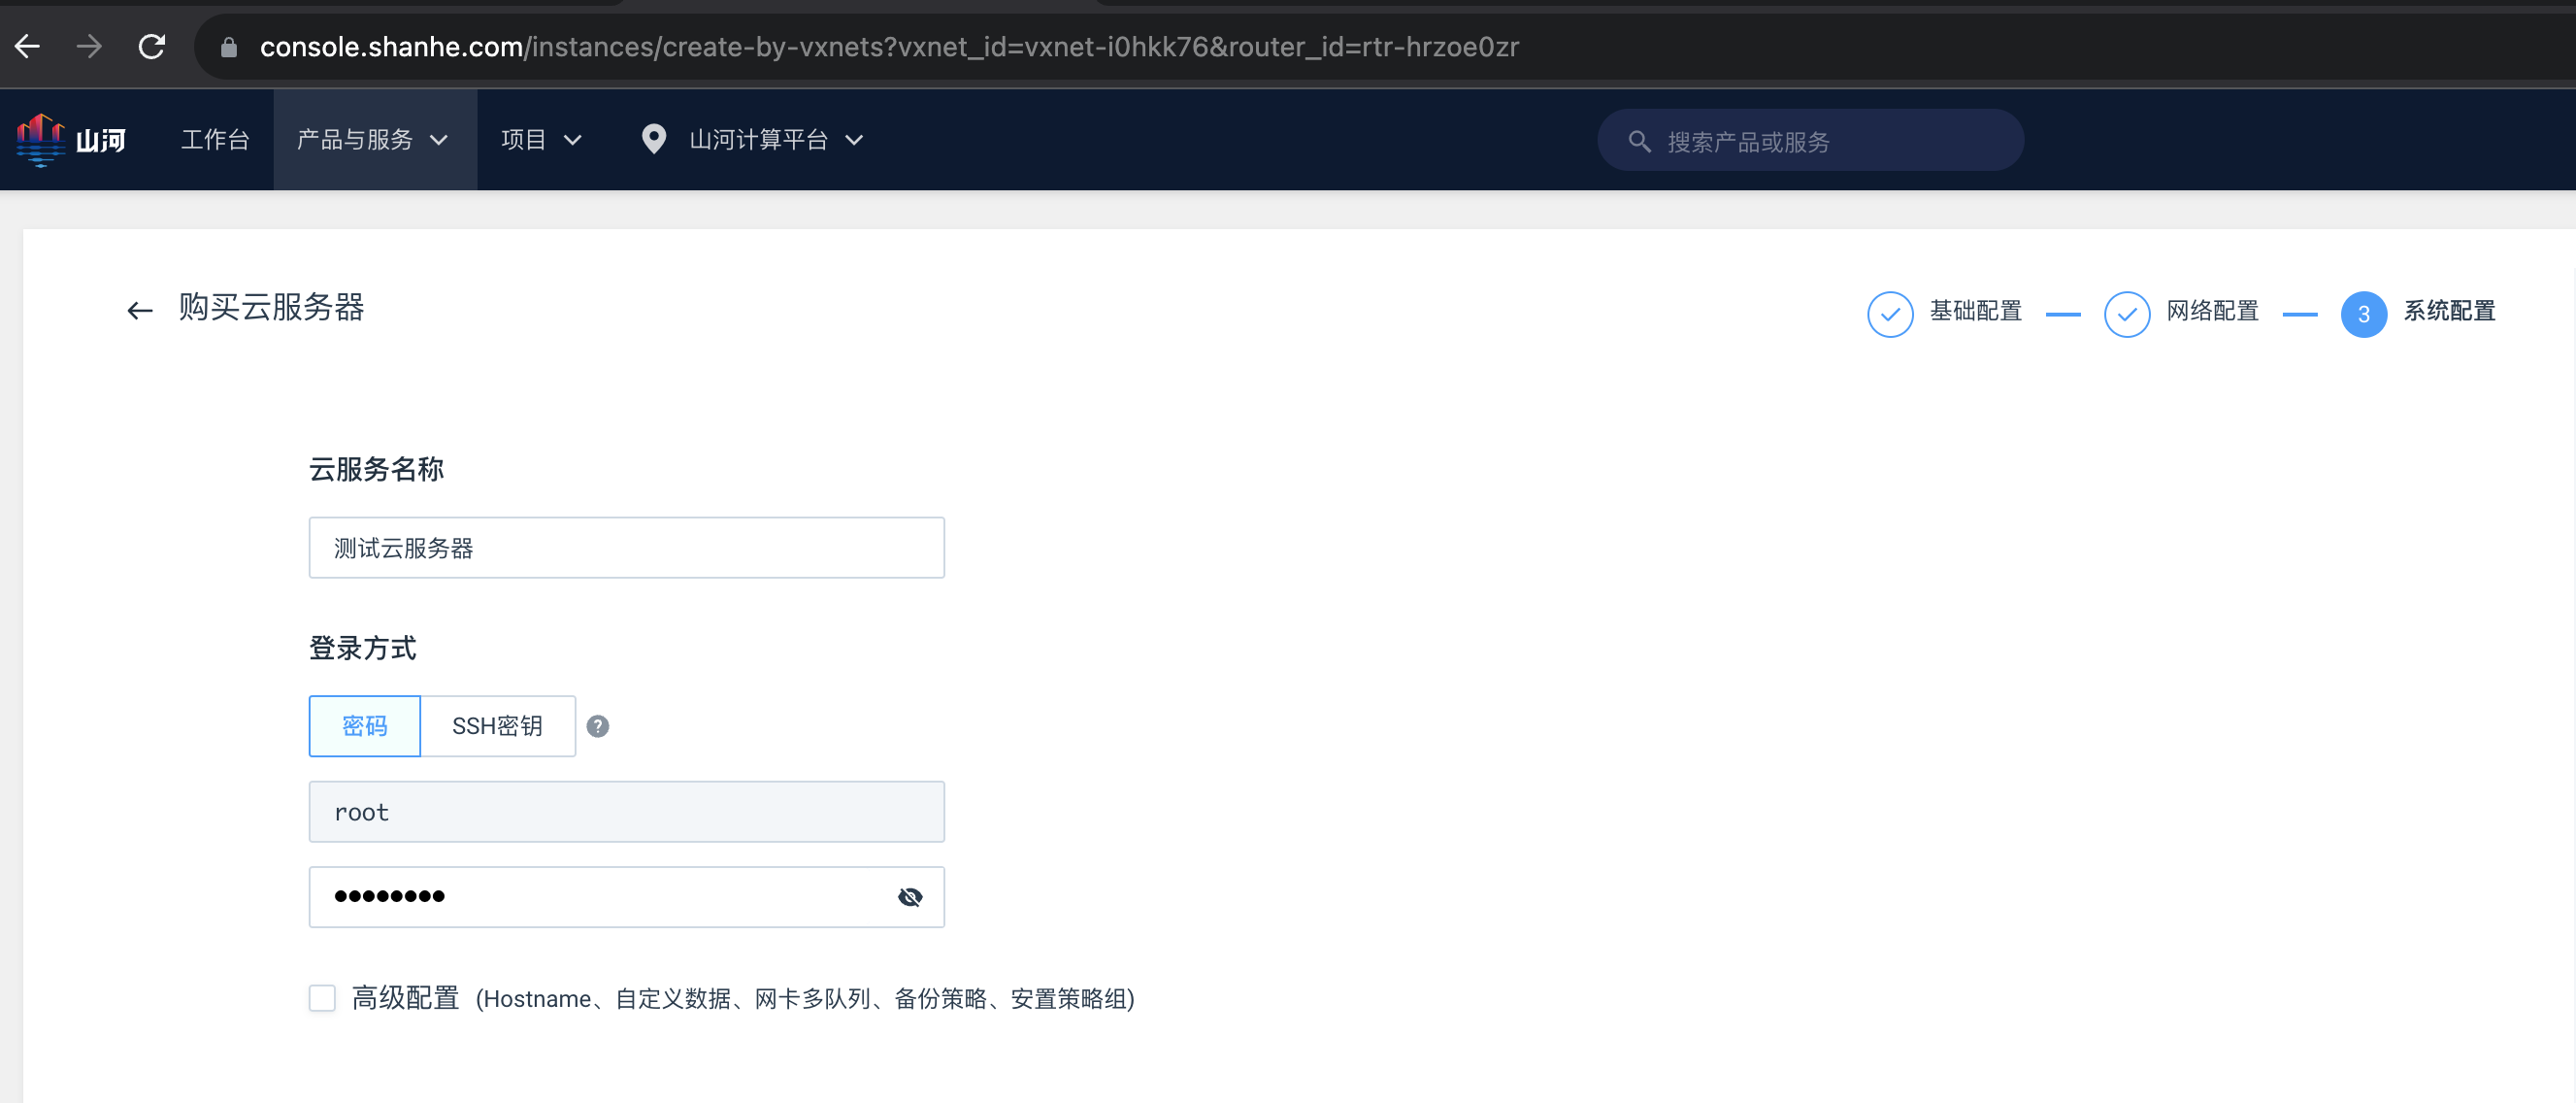 console.shanhe.com/instances/create-by-vxnets?vxnet_id=vxnet-i0hkk76&router_id=rtr-hrzoe0zr
山河 工作台 产品与服务 项目 山河计算平台 搜索产品或服务
购买云服务器 基础配置 网络配置 3 系统配置
云服务名称
测试云服务器
登录方式
密码 SSH密钥 ?
root
••••••••
高级配置 (Hostname、自定义数据、网卡多队列、备份策略、安置策略组)